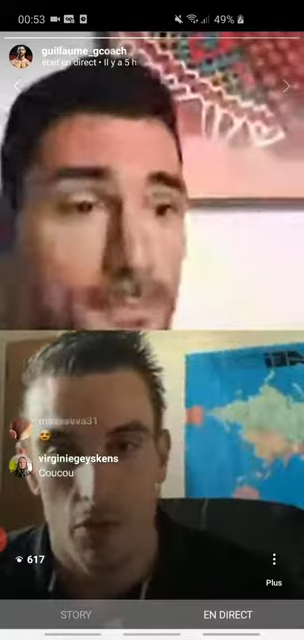 00:53 49%
guillaume_gcoach
était en direct • Il y a 5 h
virginiegeyskens
Coucou
617
Plus
STORY EN DIRECT